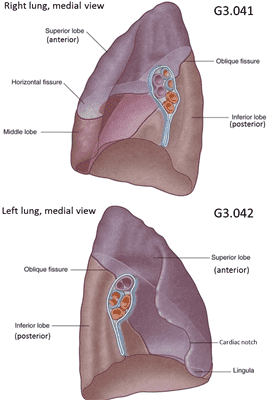 Right lung, medial view
G3.041
Superior lobe
(anterior)
Oblique fissure
Horizontal fissure
Middle lobe
Inferior lobe
(posterior)
Left lung, medial view
G3.042
Superior lobe
(anterior)
Oblique fissure
Inferior lobe
(posterior)
Cardiac notch
Lingula